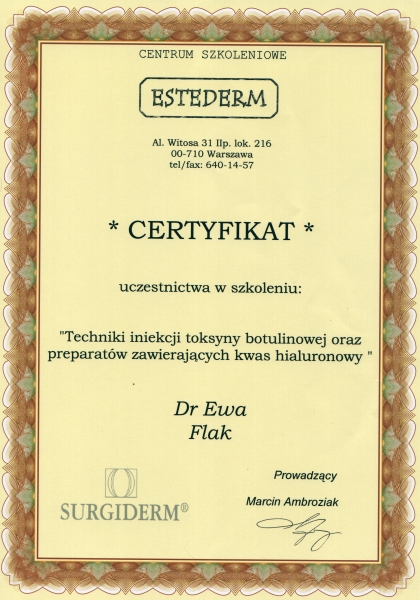 CENTRUM SZKOLENIOWE
ESTEDERM
Al. Witosa 31 IIp. lok. 216
00-710 Warszawa
tel/fax: 640-14-57
* CERTYFIKAT *
uczestnictwa w szkoleniu:
"Techniki iniekcji toksyny botulinowej oraz
preparatów zawierających kwas hialuronowy "
Dr Ewa
Flak
Prowadzący
Marcin Ambroziak
SURGIDERM®